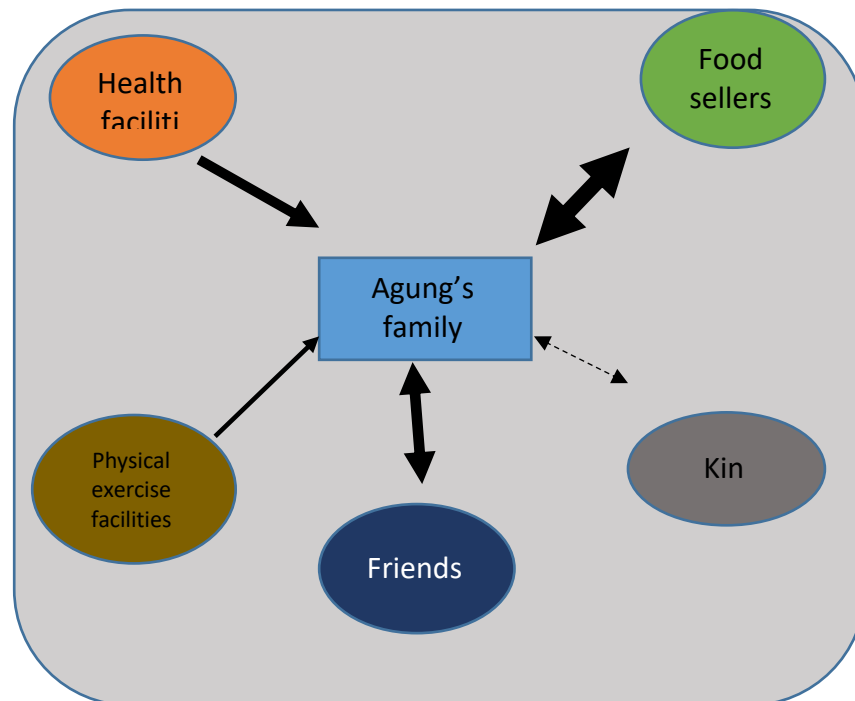 Health
faciliti
Food
sellers
Agung’s
family
Physical
exercise
facilities
Kin
Friends